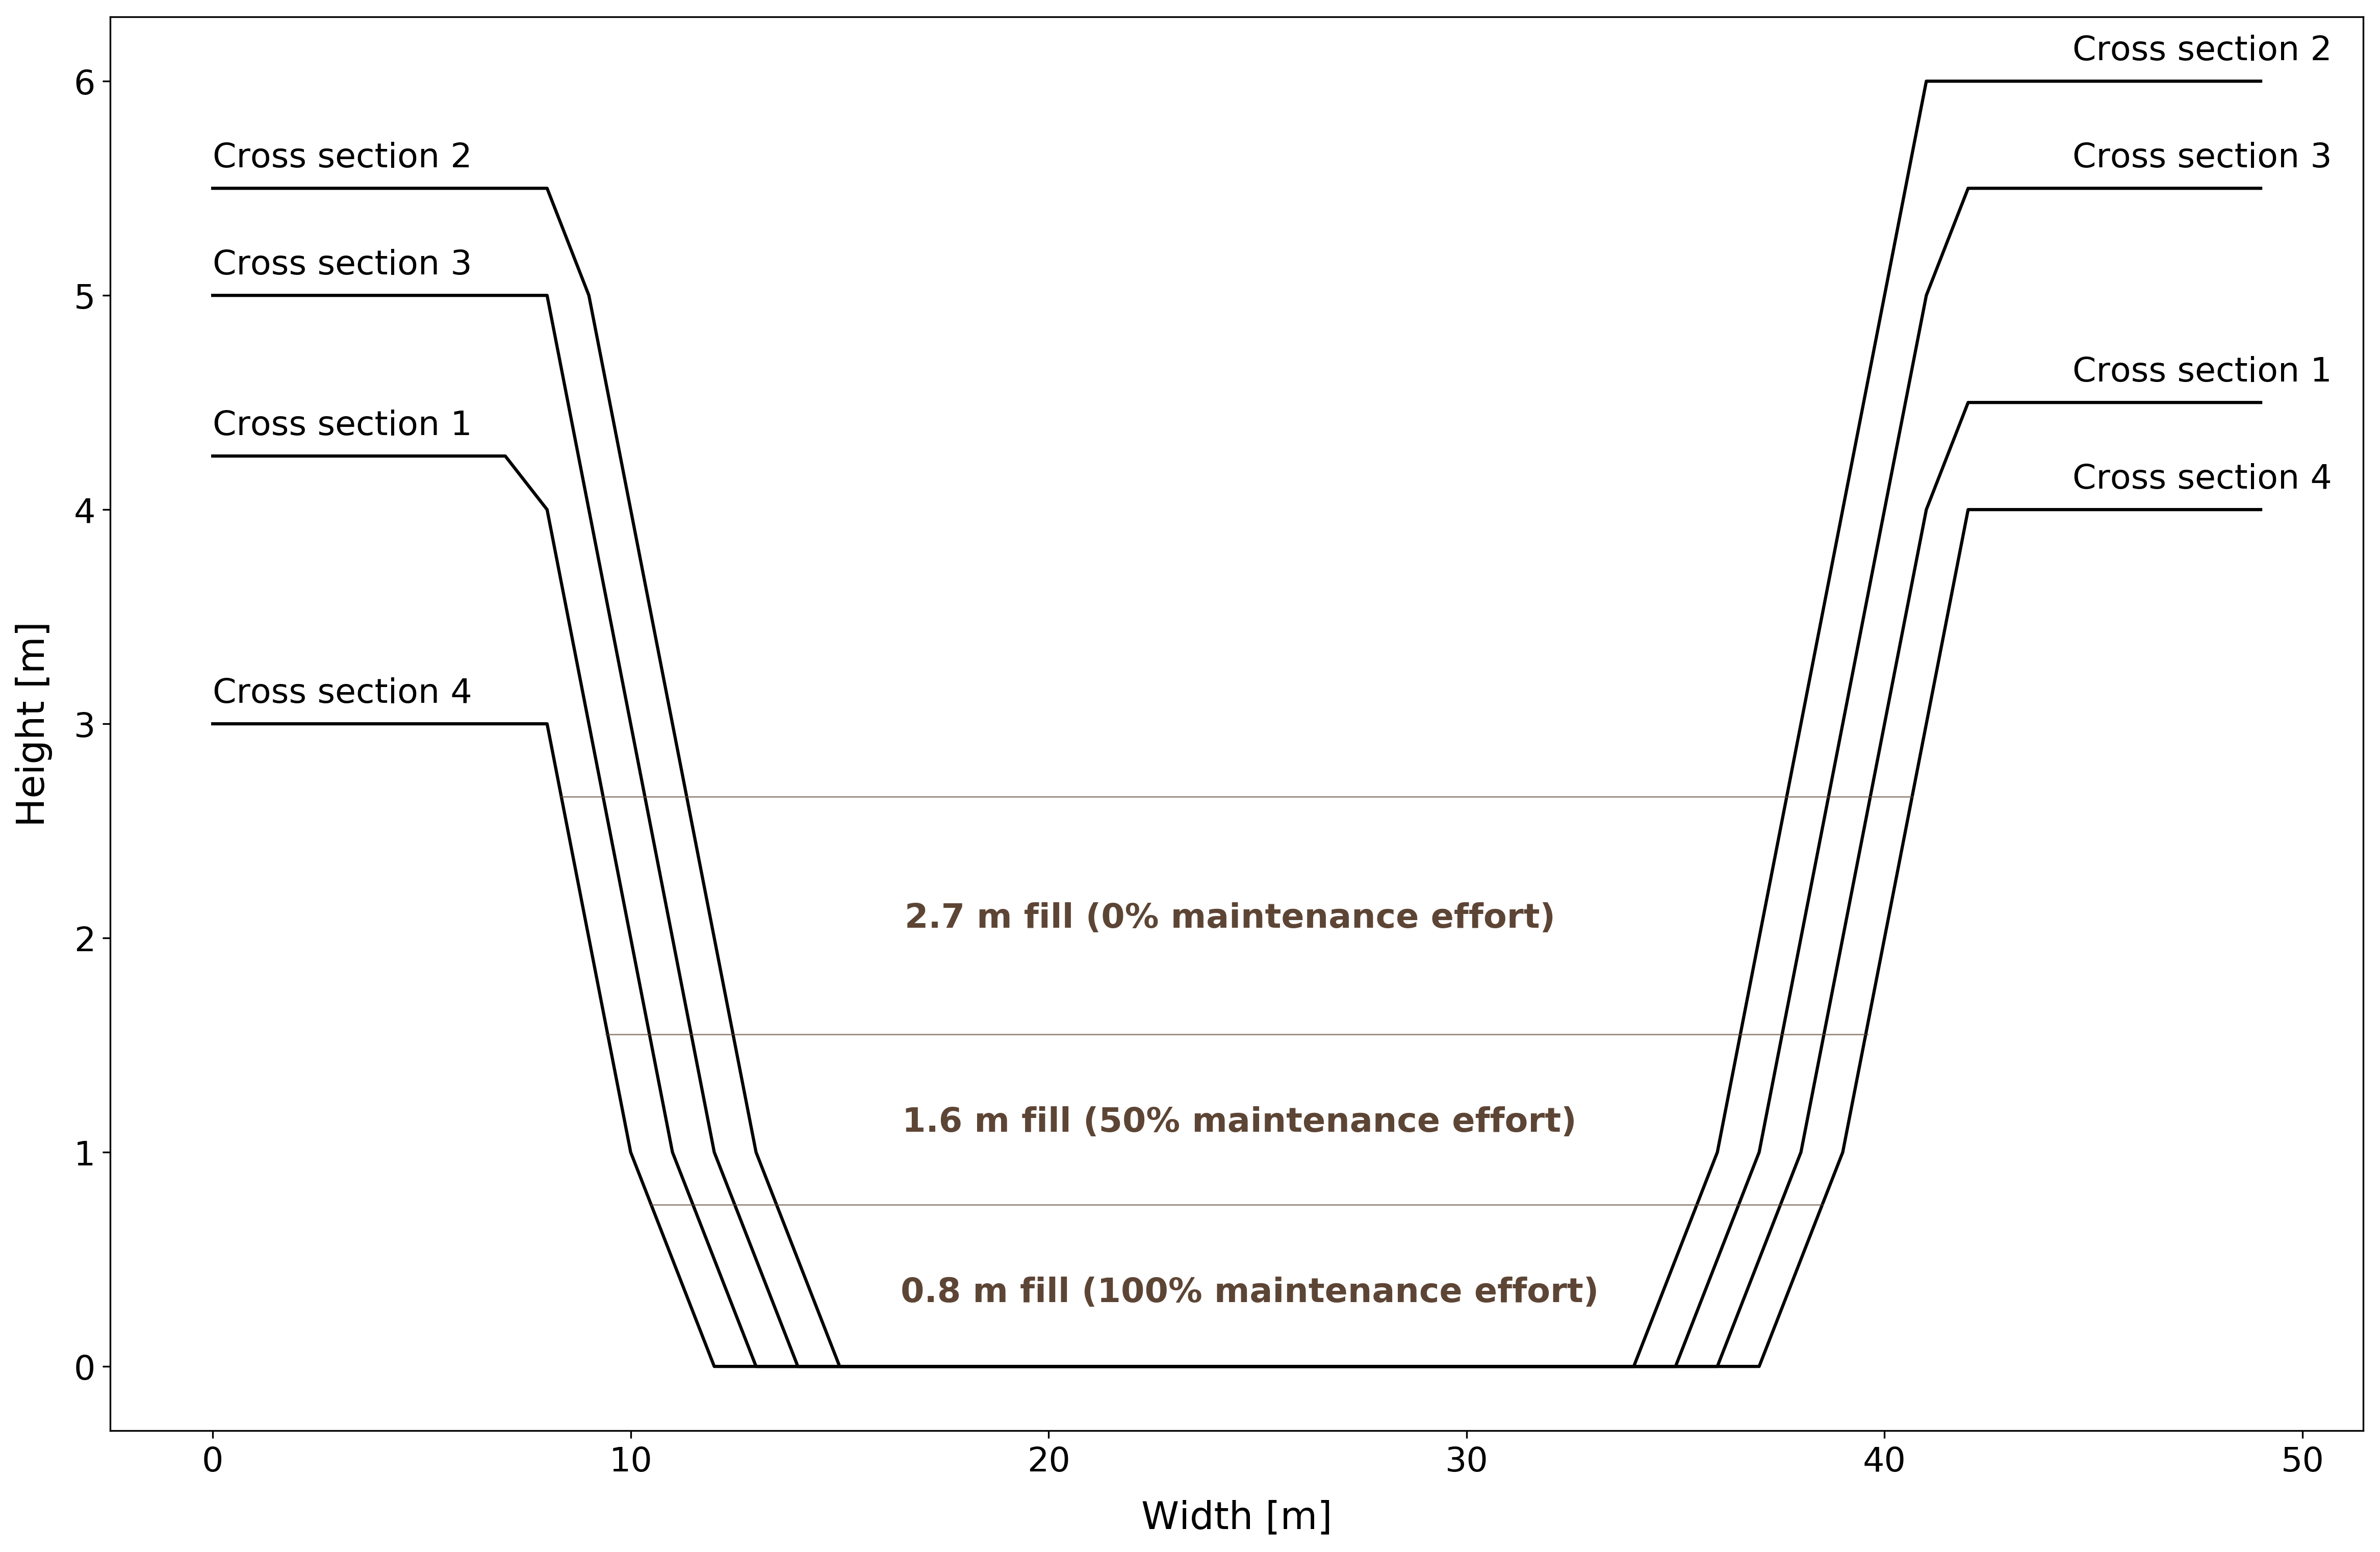 Cross section 2
Cross section 2
Cross section 3
Cross section 3
Cross section 1
Cross section 1
Cross section 4
Cross section 4
2.7 m fill (0% maintenance effort)
1.6 m fill (50% maintenance effort)
0.8 m fill (100% maintenance effort)
6
5
4
3
2
1
0
Height [m]
0
10
20
30
40
50
Width [m]